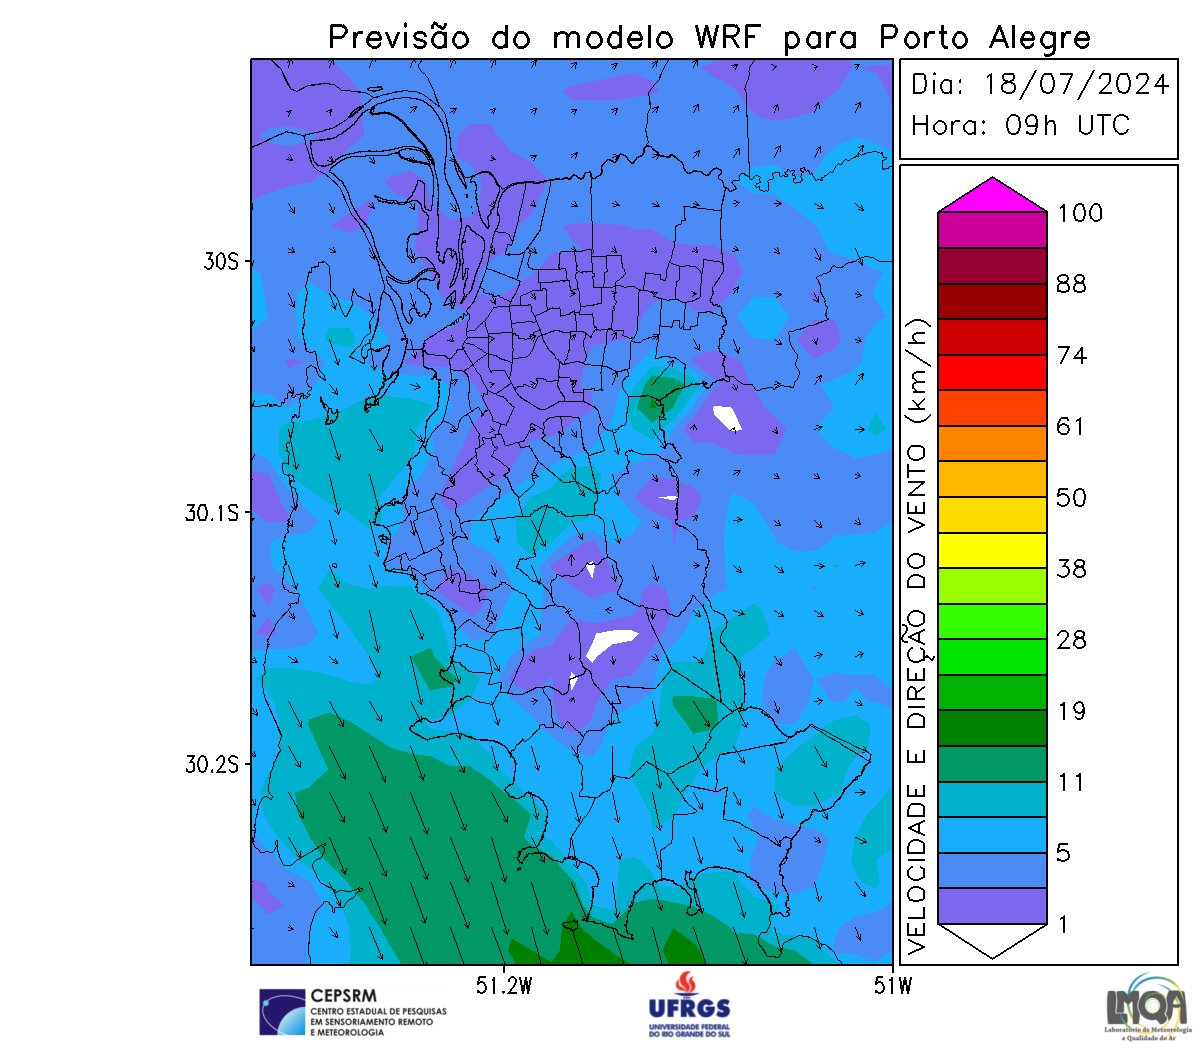 Previsão do modelo WRF para Porto Alegre
Dia: 18/07/2024
Hora: 09h UTC
30S
30.1S
30.2S
51.2W
51W
VELOCIDADE E DIREÇÃO DO VENTO (km/h)
100
88
74
61
50
38
28
19
11
5
1
CEPSRM
CENTRO ESTADUAL DE PESQUISAS
EM SENSORIAMENTO REMOTO
E METEOROLOGIA
UFRGS
UNIVERSIDADE FEDERAL
DO RIO GRANDE DO SUL
LMQA
Laboratório de Meteorologia
e Qualidade do Ar